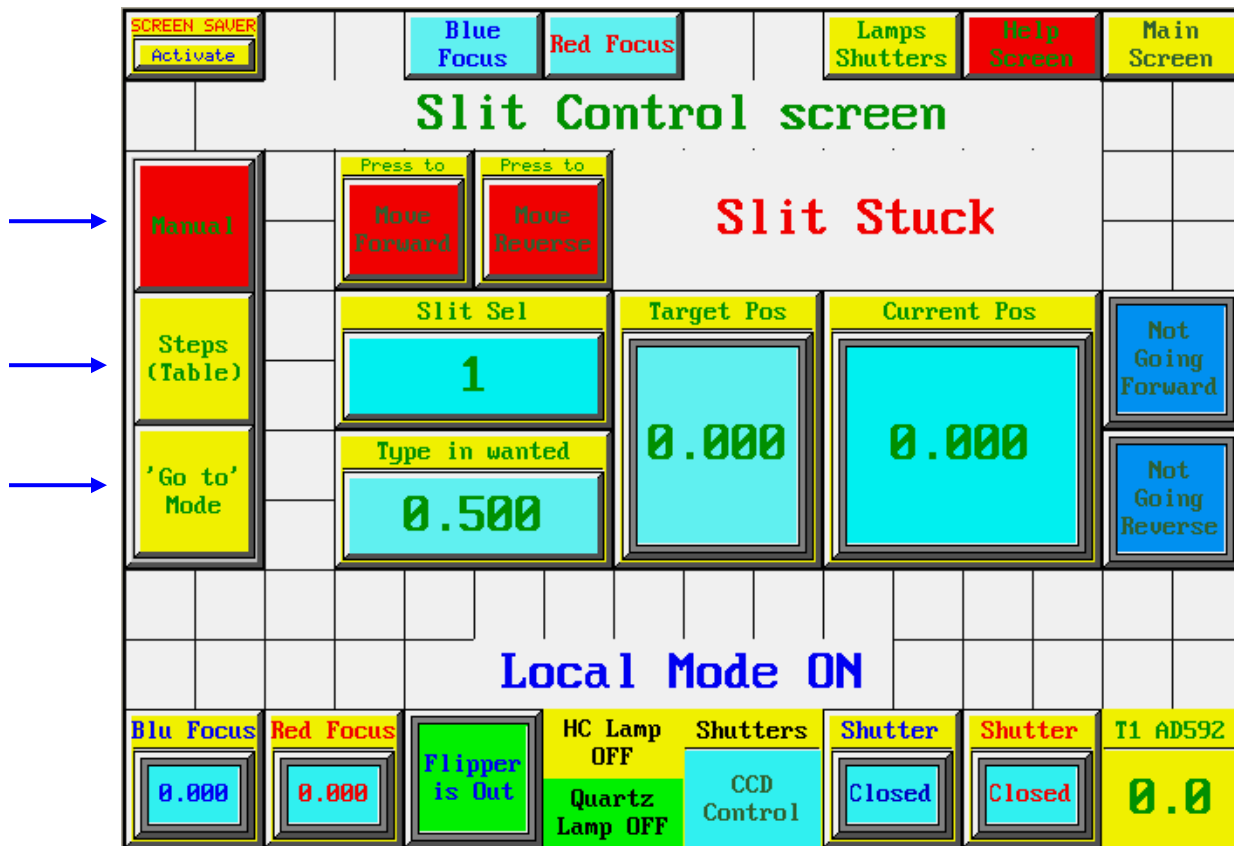 SCREEN SAVER
Activate
Blue
Focus
Red Focus
Lamps
Shutters
Help
Screen
Main
Screen
Slit Control screen
Manual
Press to
Move
Forward
Press to
Move
Reverse
Slit Stuck
Steps
(Table)
'Go to'
Mode
Slit Sel
1
Type in wanted
0.500
Target Pos
0.000
Current Pos
0.000
Not
Going
Forward
Not
Going
Reverse
Local Mode ON
Blu Focus
0.000
Red Focus
0.000
Flipper
is Out
HC Lamp
OFF
Quartz
Lamp OFF
Shutters
CCD
Control
Shutter
Closed
Shutter
Closed
T1 AD592
0.0